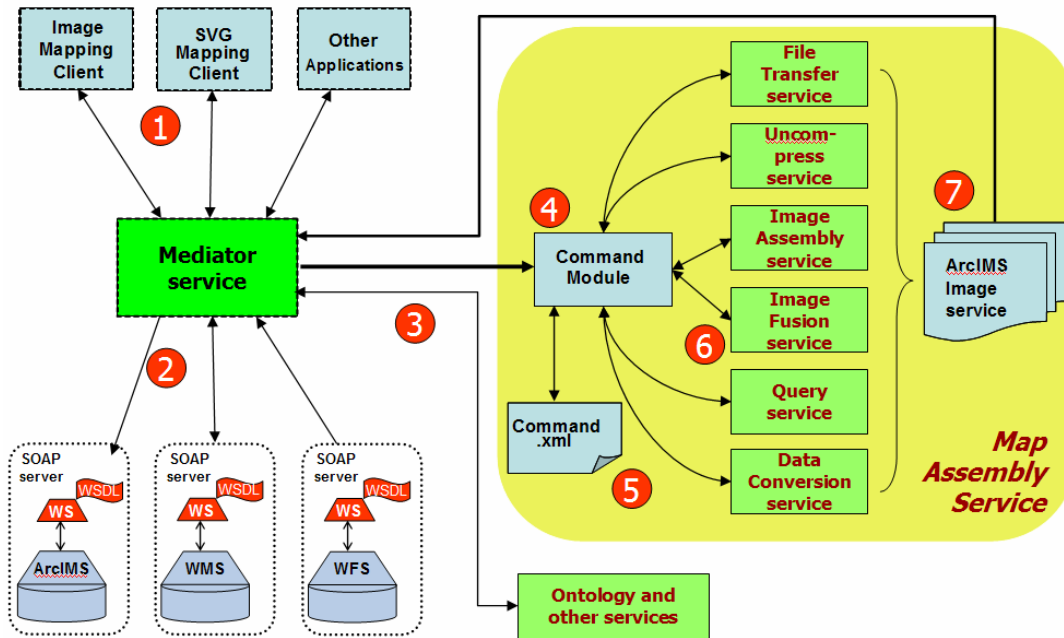 Image
Mapping
Client
SVG
Mapping
Client
Other
Applications
1
Mediator
service
2
3
SOAP
server
WSDL
WS
ArcIMS
SOAP
server
WSDL
WS
WMS
SOAP
server
WSDL
WS
WFS
4
Command
Module
Command
.xml
5
6
File
Transfer
service
Uncom-
press
service
Image
Assembly
service
Image
Fusion
service
Query
service
Data
Conversion
service
7
ArcIMS
Image
service
Map
Assembly
Service
Ontology and
other services